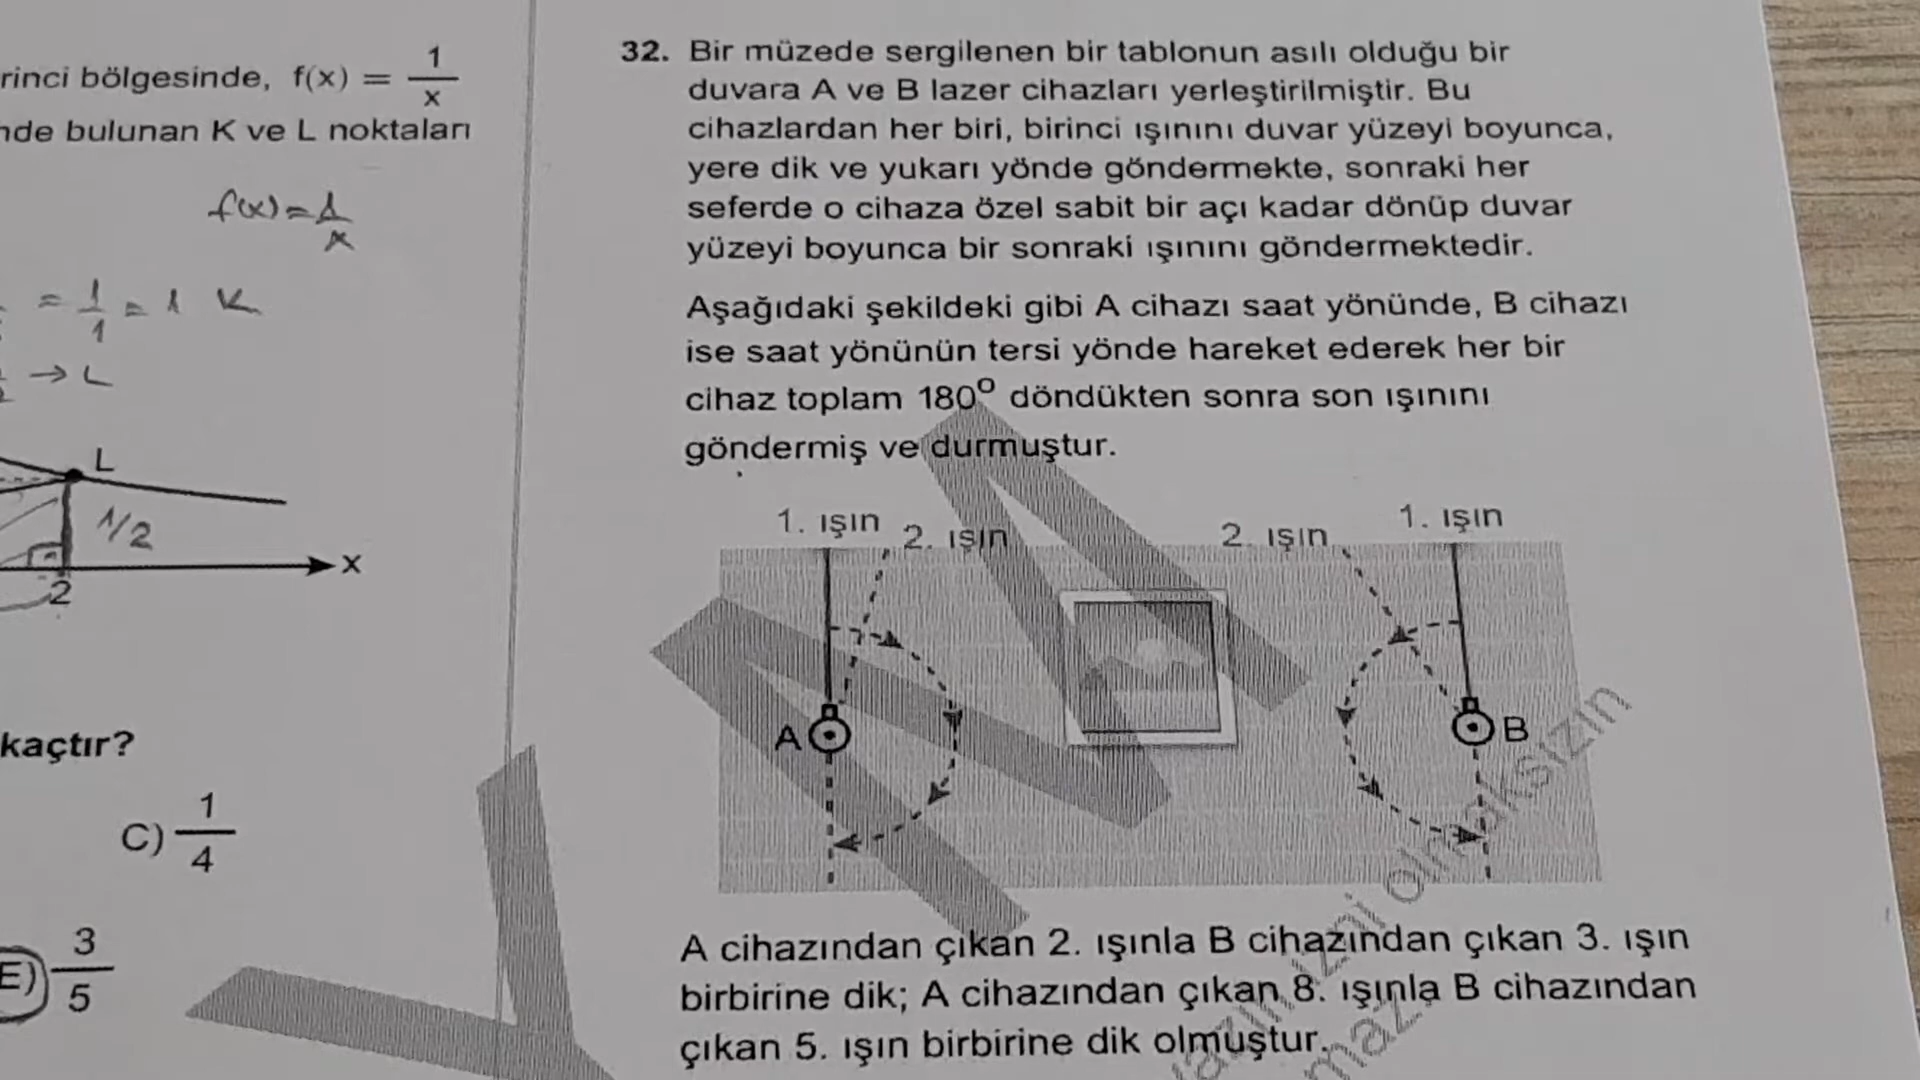 rinci bölgesinde, f(x) = 1/x
nde bulunan K ve L noktaları
f(x)=1/x
= 1/1 = 1 K
→ L
L
1/2
x
2
kaçtır?
C) 1/4
E) 3/5
32. Bir müzede sergilenen bir tablonun asılı olduğu bir
duvara A ve B lazer cihazları yerleştirilmiştir. Bu
cihazlardan her biri, birinci ışınını duvar yüzeyi boyunca,
yere dik ve yukarı yönde göndermekte, sonraki her
seferde o cihaza özel sabit bir açı kadar dönüp duvar
yüzeyi boyunca bir sonraki ışınını göndermektedir.
Aşağıdaki şekildeki gibi A cihazı saat yönünde, B cihazı
ise saat yönünün tersi yönde hareket ederek her bir
cihaz toplam 180° döndükten sonra son ışınını
göndermiş ve durmuştur.
1. ışın 2. ışın 2. ışın 1. ışın
A B
A cihazından çıkan 2. ışınla B cihazından çıkan 3. ışın
birbirine dik; A cihazından çıkan 8. ışınla B cihazından
çıkan 5. ışın birbirine dik olmuştur.
izni olmaksızın